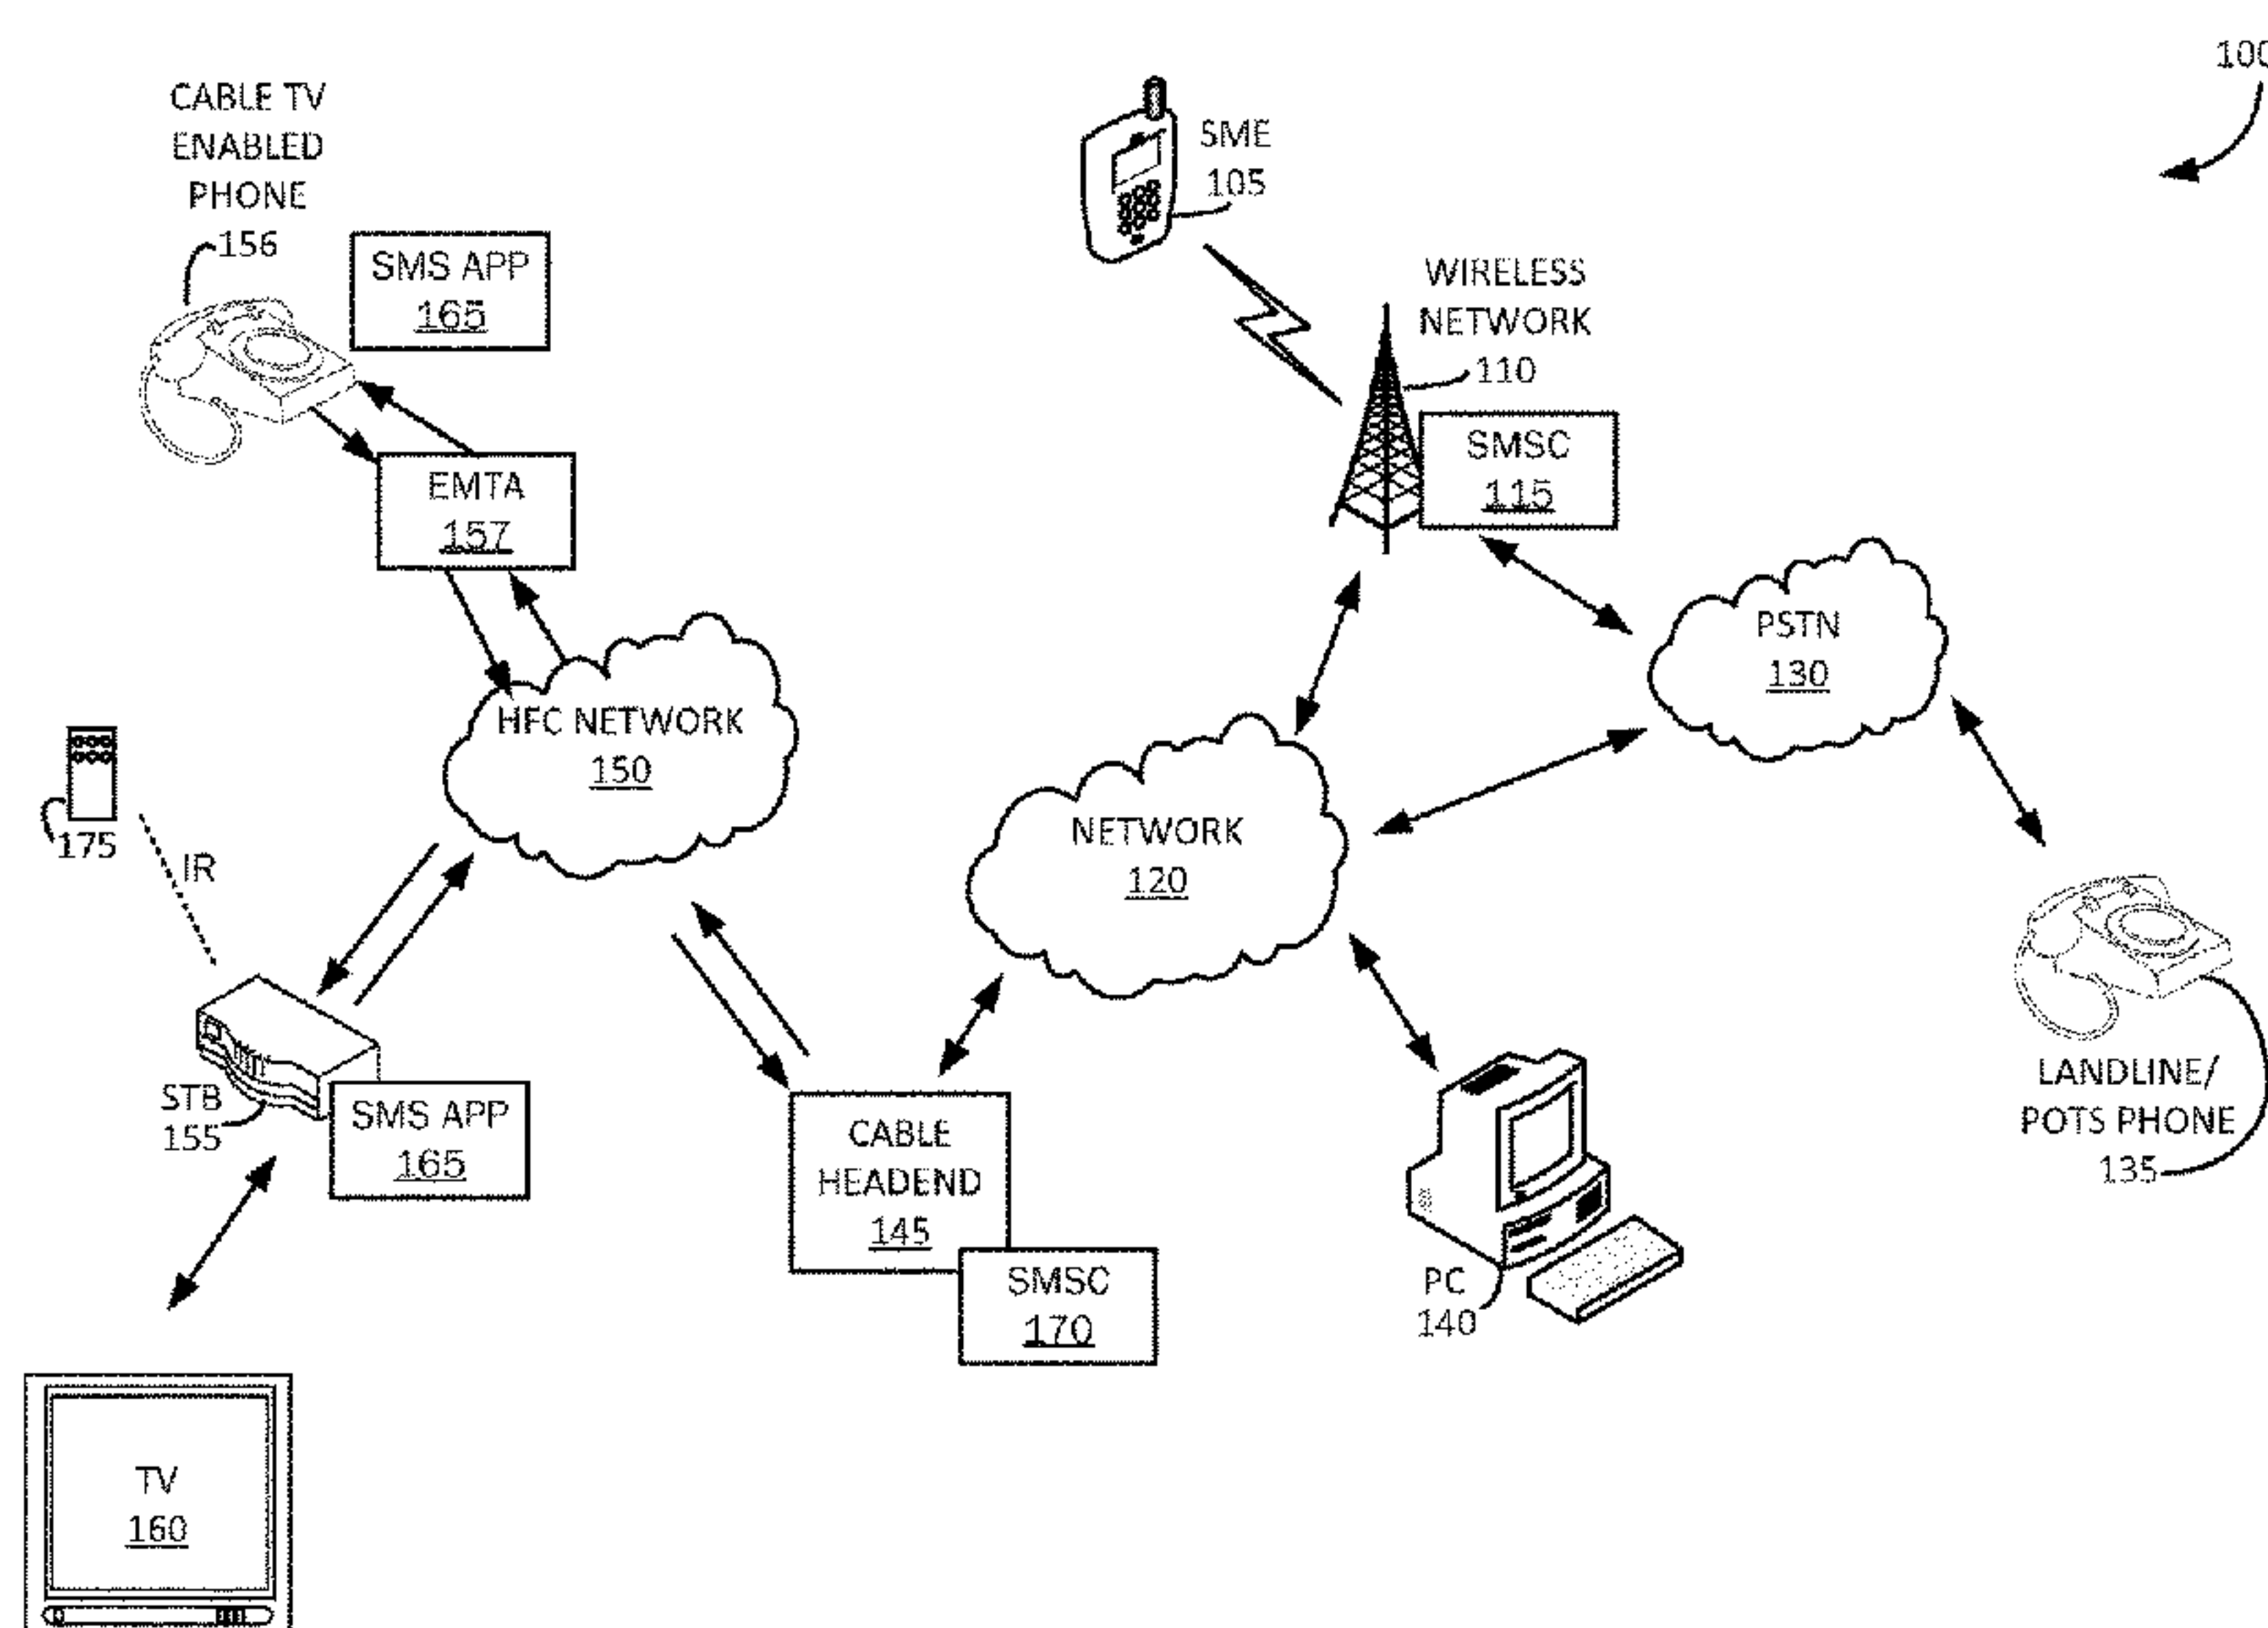 100
CABLE TV
ENABLED
PHONE
156
SMS APP
165
SME
105
WIRELESS
NETWORK
110
SMSC
115
EMTA
157
PSTN
130
HFC NETWORK
150
NETWORK
120
175
IR
STB
155
SMS APP
165
CABLE
HEADEND
145
SMSC
170
PC
140
LANDLINE/
POTS PHONE
135
TV
160